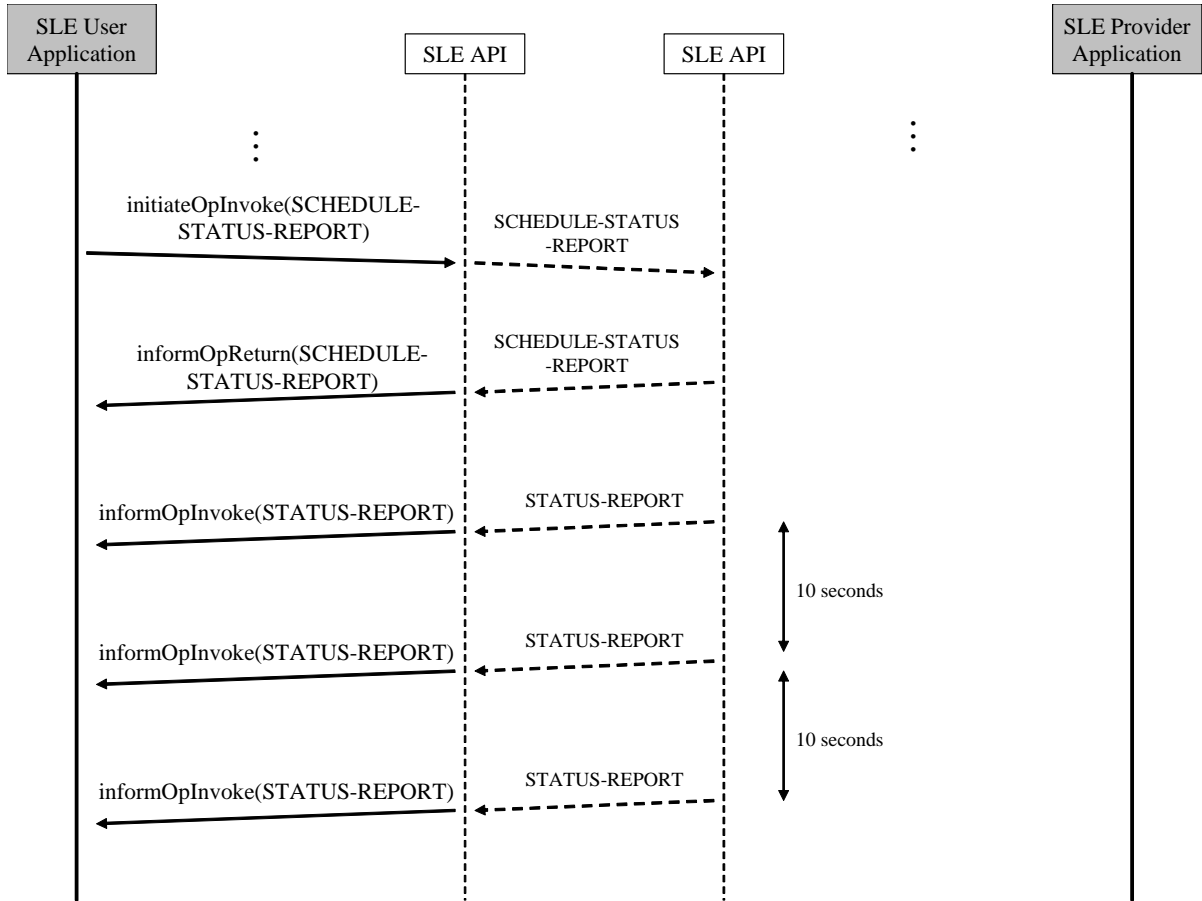 SLE User
Application
SLE API
SLE API
SLE Provider
Application
initiateOpInvoke(SCHEDULE-
STATUS-REPORT)
SCHEDULE-STATUS
-REPORT
informOpReturn(SCHEDULE-
STATUS-REPORT)
SCHEDULE-STATUS
-REPORT
informOpInvoke(STATUS-REPORT)
STATUS-REPORT
10 seconds
informOpInvoke(STATUS-REPORT)
STATUS-REPORT
10 seconds
informOpInvoke(STATUS-REPORT)
STATUS-REPORT